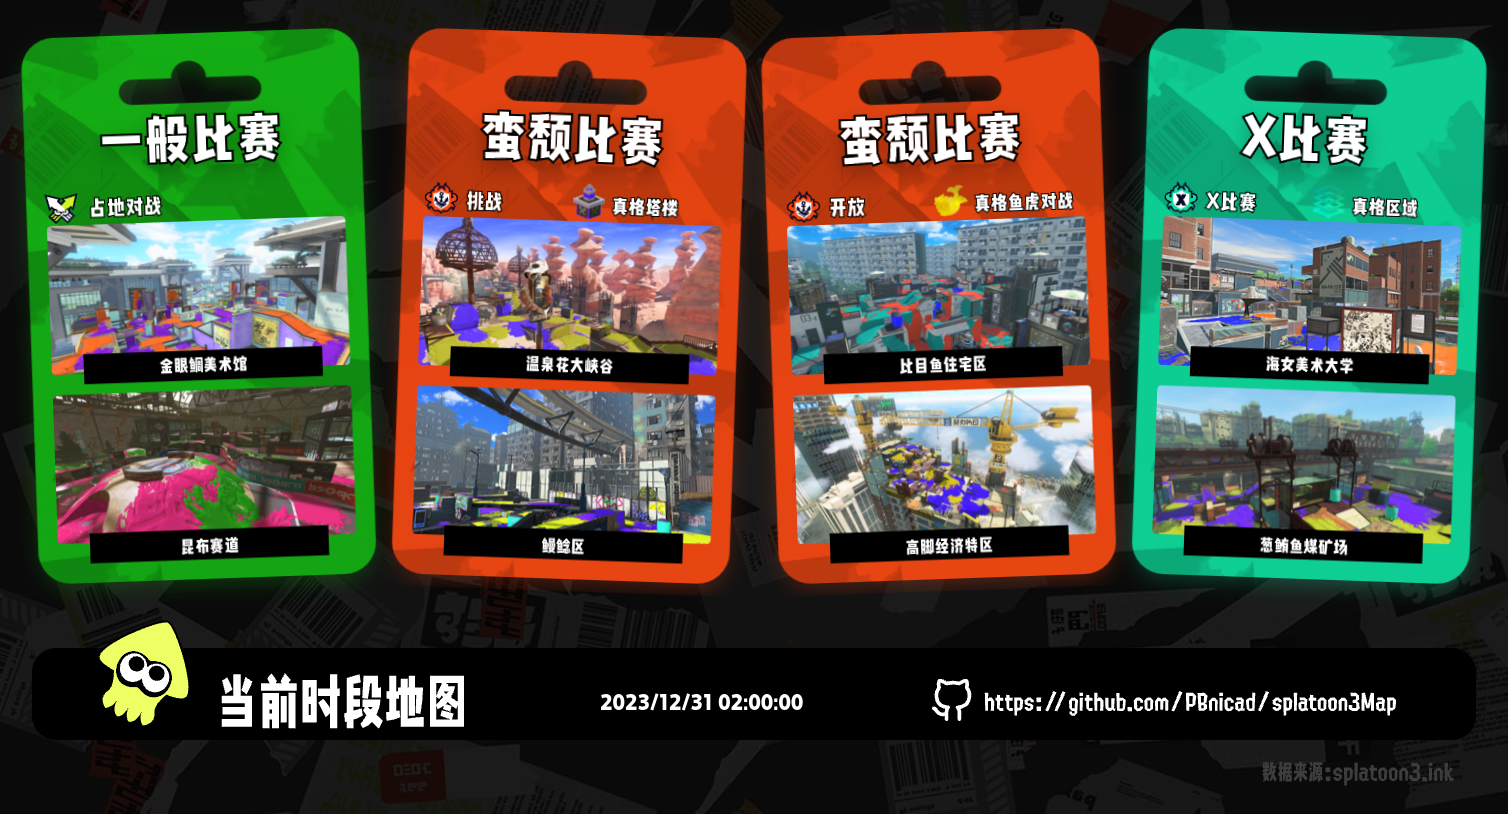 一般比赛
占地对战
金眼鲷美术馆
昆布赛道
蛮颓比赛
挑战
真格塔楼
温泉花大峡谷
鳗鲶区
蛮颓比赛
开放
真格鱼虎对战
比目鱼住宅区
高脚经济特区
X比赛
X比赛
真格区域
海女美术大学
葱鲔鱼煤矿场
当前时段地图
2023/12/31 02:00:00
https://github.com/PBnicad/splatoon3Map
数据来源:splatoon3.ink